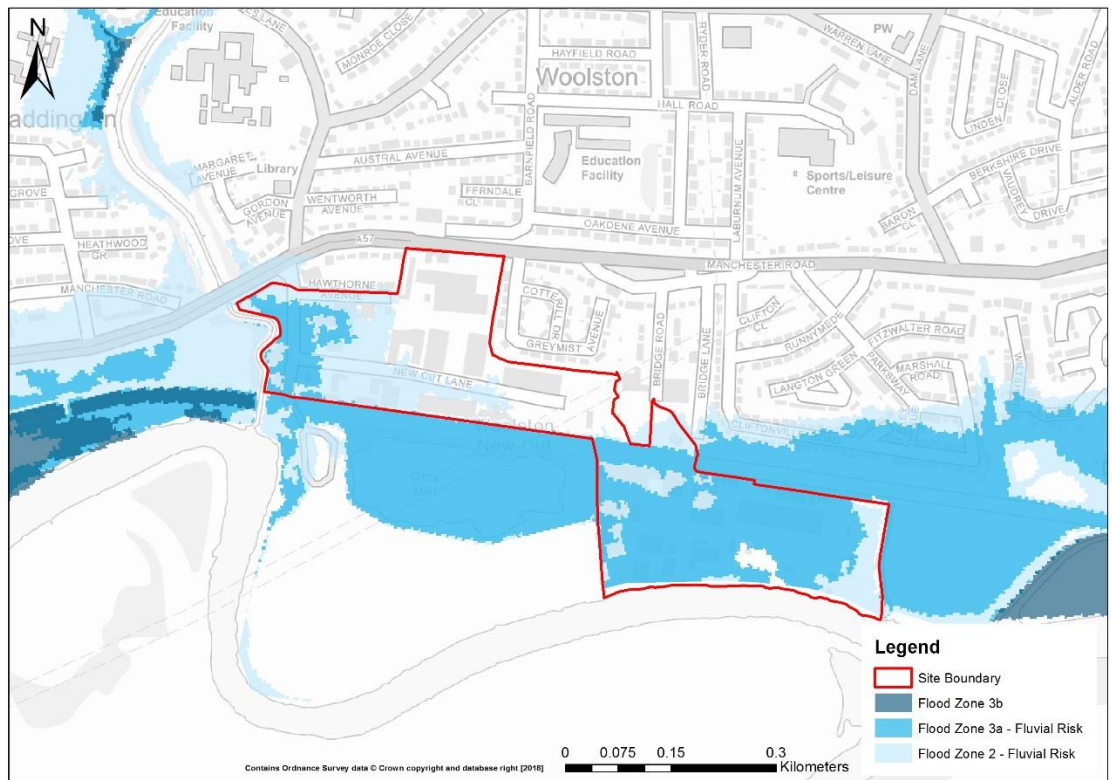 N
Education
Facility
MONROE CLOSE
HAYFIELD ROAD
RYDER ROAD
WARREN LANE
PW
DAM LANE
Woolston
HALL ROAD
LINDEN
CLOSE
ALDER ROAD
BARNFIELD ROAD
LABURNUM AVENUE
BERKSHIRE DRIVE
AUSTRAL AVENUE
MARGARET
AVENUE
Library
Education
Facility
Sports/Leisure
Centre
VAUDREY
DRIVE
GROVE
GORDON
AVENUE
WENTWORTH
AVENUE
FERNDALE
CL
BARON
CL
OAKDENE AVENUE
HEATHWOOD
GR
A57
MANCHESTER ROAD
MANCHESTER ROAD
HAWTHORNE
AVENUE
COTTERILL DR
GREYMIST
AVENUE
BRIDGE ROAD
BRIDGE LANE
CLIFTON
CL
RUNNYMEDE
FITZWALTER ROAD
LANGTON GREEN
PARKSWAY
MARSHALL
ROAD
NEW CUT LANE
Woolston
New Cut
Legend
Site Boundary
Flood Zone 3b
Flood Zone 3a - Fluvial Risk
Flood Zone 2 - Fluvial Risk
0 0.075 0.15 0.3
Kilometers
Contains Ordnance Survey data © Crown copyright and database right [2018]